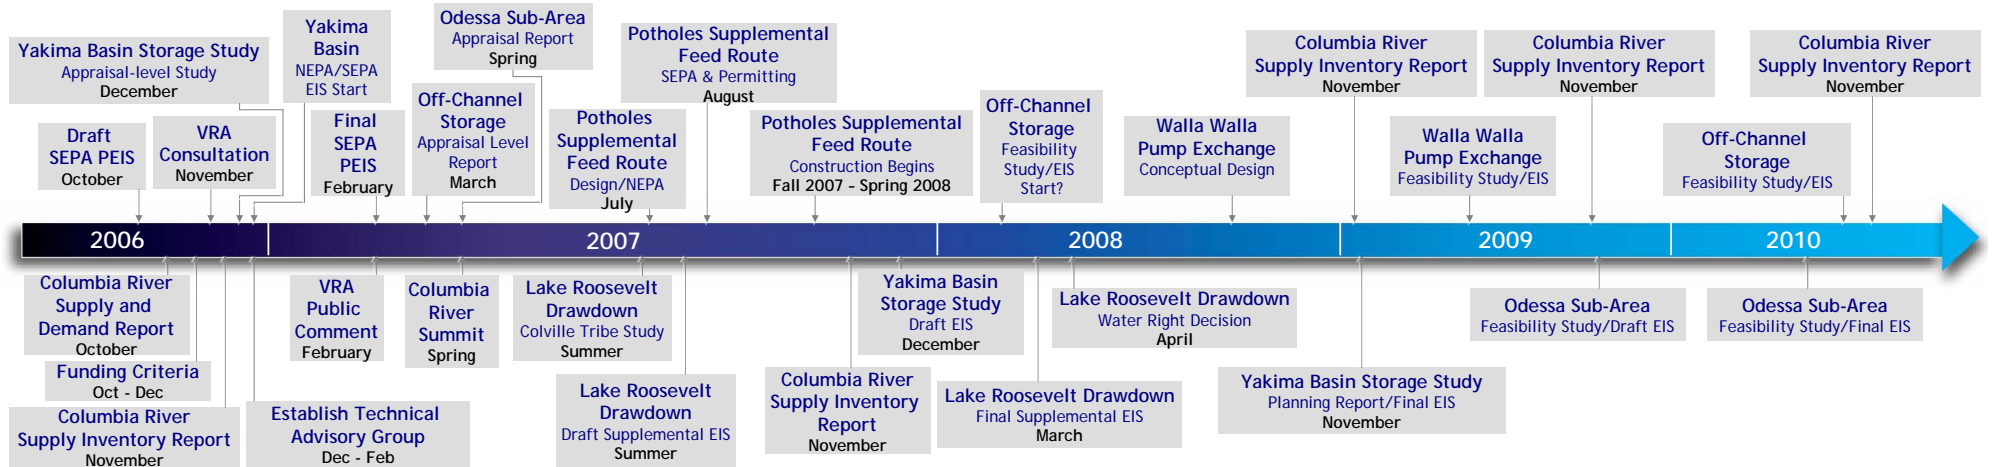 Yakima Basin Storage Study
Appraisal-level Study
December
Yakima
Basin
NEPA/SEPA
EIS Start
Odessa Sub-Area
Appraisal Report
Spring
Potholes Supplemental
Feed Route
SEPA & Permitting
August
Columbia River
Supply Inventory Report
November
Columbia River
Supply Inventory Report
November
Columbia River
Supply Inventory Report
November
Draft
SEPA PEIS
October
VRA
Consultation
November
Final
SEPA
PEIS
February
Off-Channel
Storage
Appraisal Level
Report
March
Potholes
Supplemental
Feed Route
Design/NEPA
July
Potholes Supplemental
Feed Route
Construction Begins
Fall 2007 - Spring 2008
Off-Channel
Storage
Feasibility
Study/EIS
Start?
Walla Walla
Pump Exchange
Conceptual Design
Walla Walla
Pump Exchange
Feasibility Study/EIS
Off-Channel
Storage
Feasibility Study/EIS
2006
2007
2008
2009
2010
Columbia River
Supply and
Demand Report
October
Funding Criteria
Oct - Dec
Columbia River
Supply Inventory Report
November
Establish Technical
Advisory Group
Dec - Feb
VRA
Public
Comment
February
Columbia
River
Summit
Spring
Lake Roosevelt
Drawdown
Colville Tribe Study
Summer
Lake Roosevelt
Drawdown
Draft Supplemental EIS
Summer
Columbia River
Supply Inventory
Report
November
Yakima Basin
Storage Study
Draft EIS
December
Lake Roosevelt Drawdown
Final Supplemental EIS
March
Lake Roosevelt Drawdown
Water Right Decision
April
Yakima Basin Storage Study
Planning Report/Final EIS
November
Odessa Sub-Area
Feasibility Study/Draft EIS
Odessa Sub-Area
Feasibility Study/Final EIS